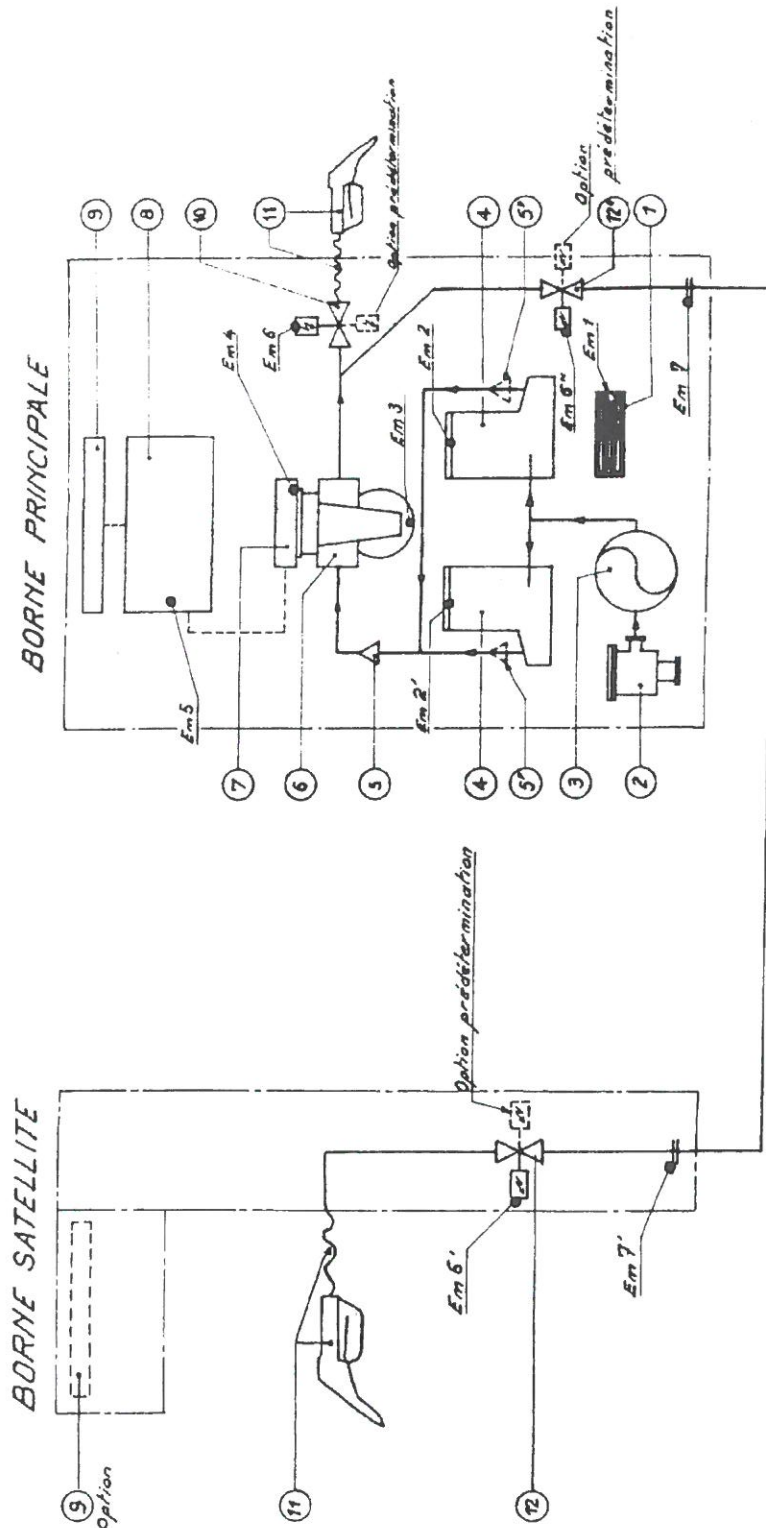 BORNE SATELLITE
9
Option
11
12
Em 6'
Em 7'
Option prédétermination
BORNE PRINCIPALE
9
8
10
11
Em 4
Em 6
Option prédétermination
Em 5
7
6
5
Em 3
Em 2
4
5'
Em 2'
4
5'
Option
prédétermination
12'
Em 6"
Em 1
1
Em 7
3
2